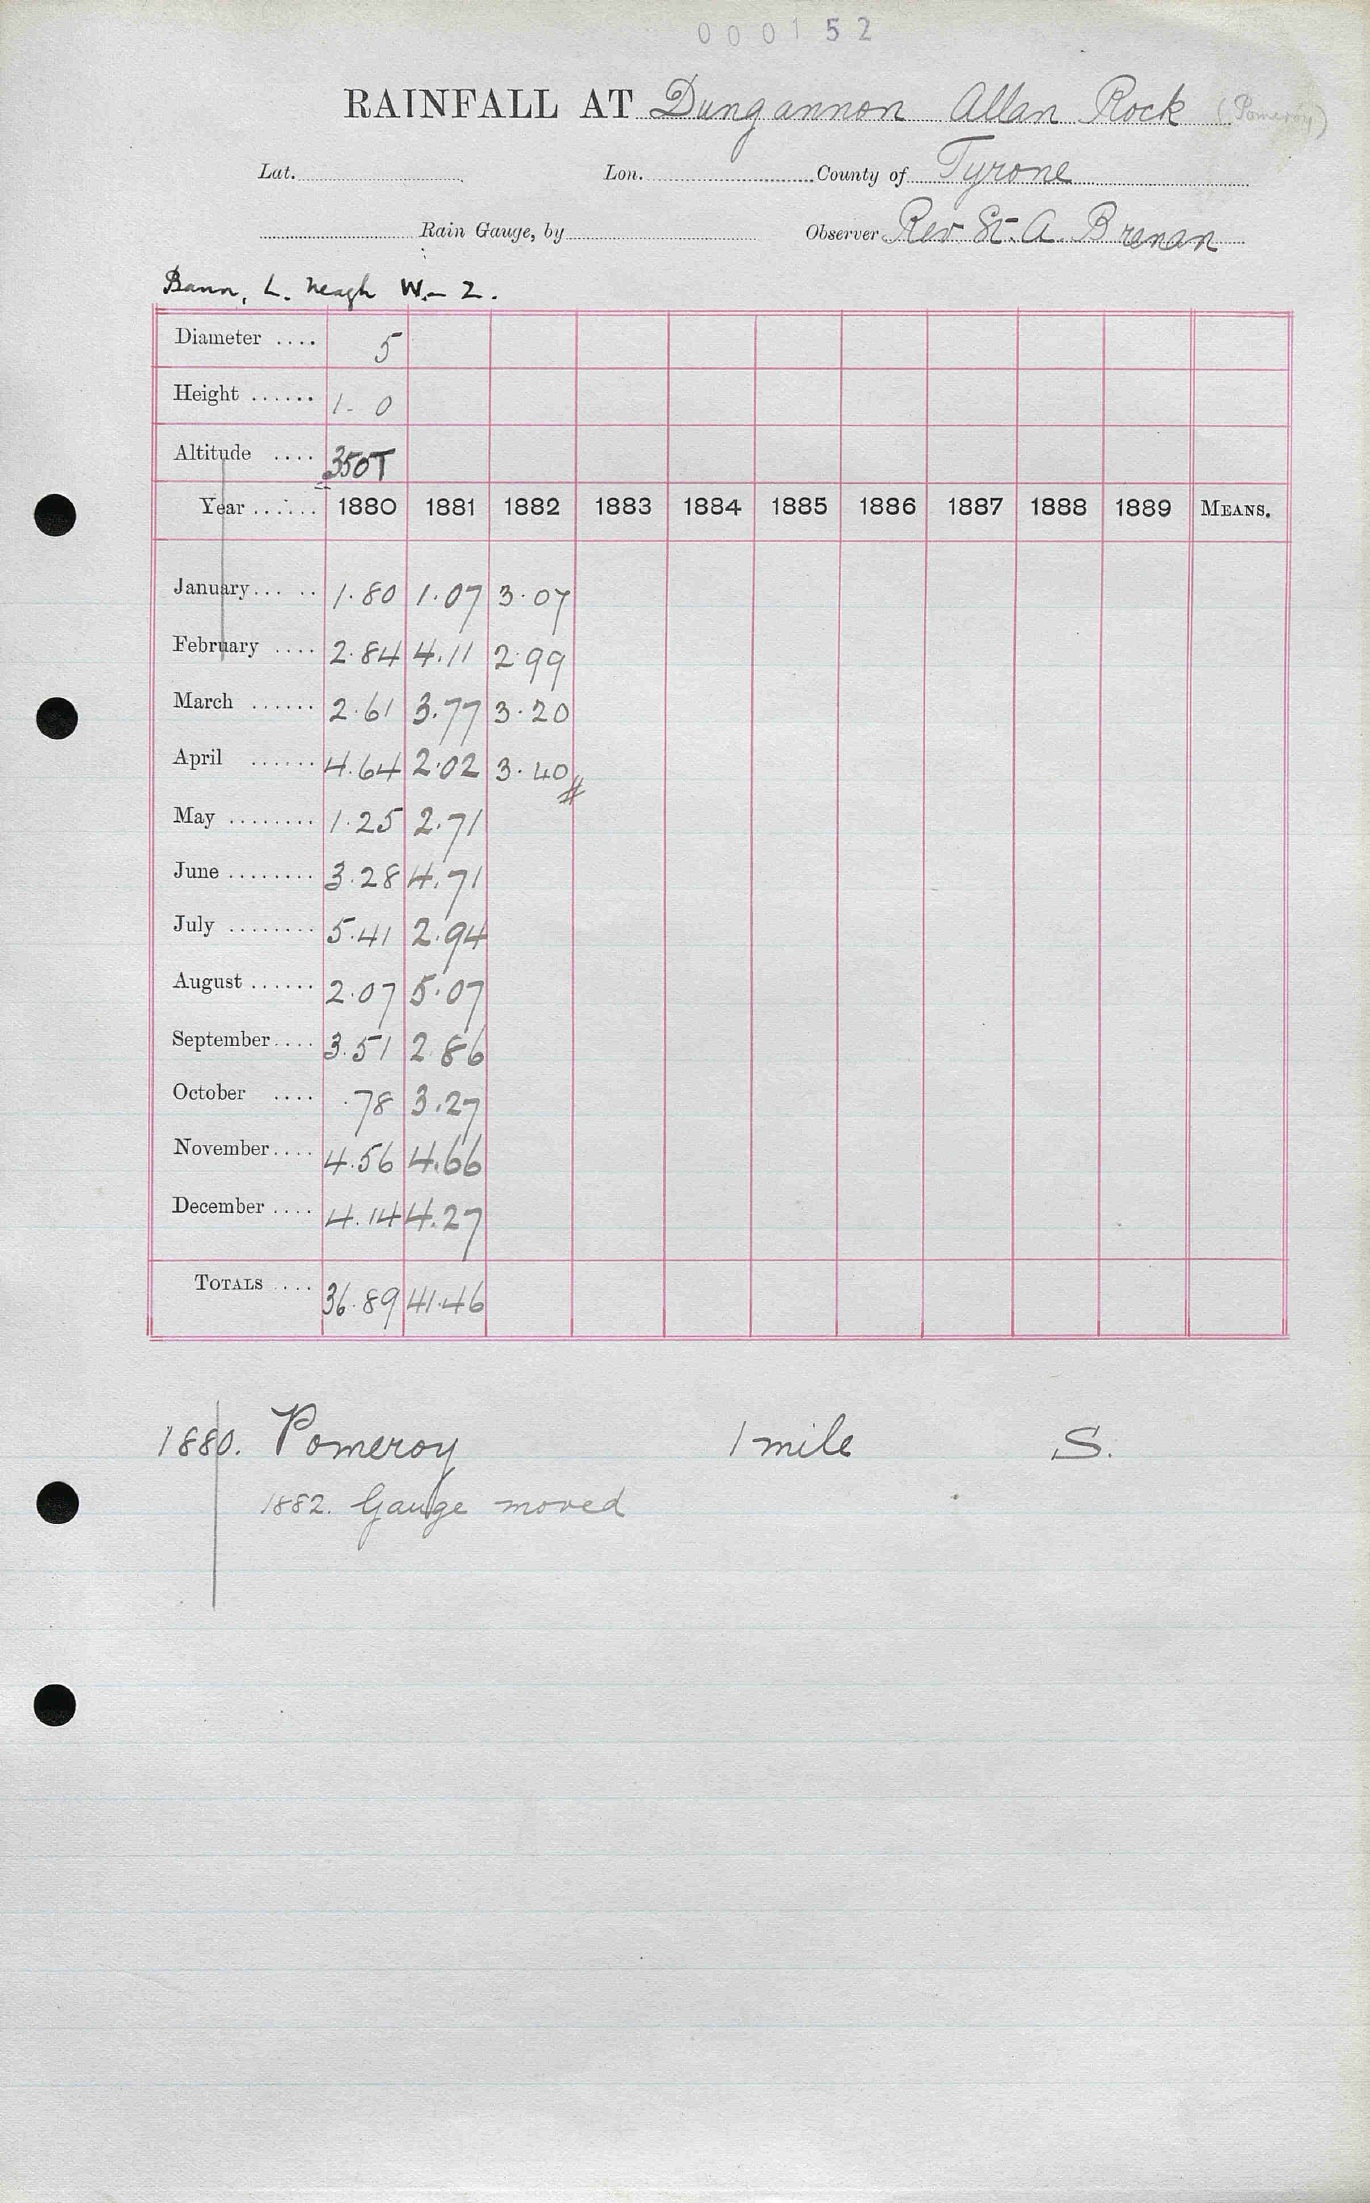 000152
RAINFALL AT Dungannon Allan Rock (Pomeroy)
Lat. Lon. County of Tyrone
Rain Gauge, by Observer Rev St. A. Brenan
Bann, L. Neagh W.- 2.
Diameter .... 5
Height ...... 1- 0
Altitude .... 350T
Year ...... 1880 1881 1882 1883 1884 1885 1886 1887 1888 1889 MEANS.
January ..... 1.80 1.07 3.07
February .... 2.84 4.11 2.99
March ...... 2.61 3.77 3.20
April ...... 4.64 2.02 3.40 #
May ........ 1.25 2.71
June ........ 3.28 4.71
July ........ 5.41 2.94
August ...... 2.07 5.07
September .... 3.51 2.86
October .... .78 3.27
November .... 4.56 4.66
December .... 4.14 4.27
TOTALS .... 36.89 41.46
1880. Pomeroy 1 mile S.
1882. Gauge moved